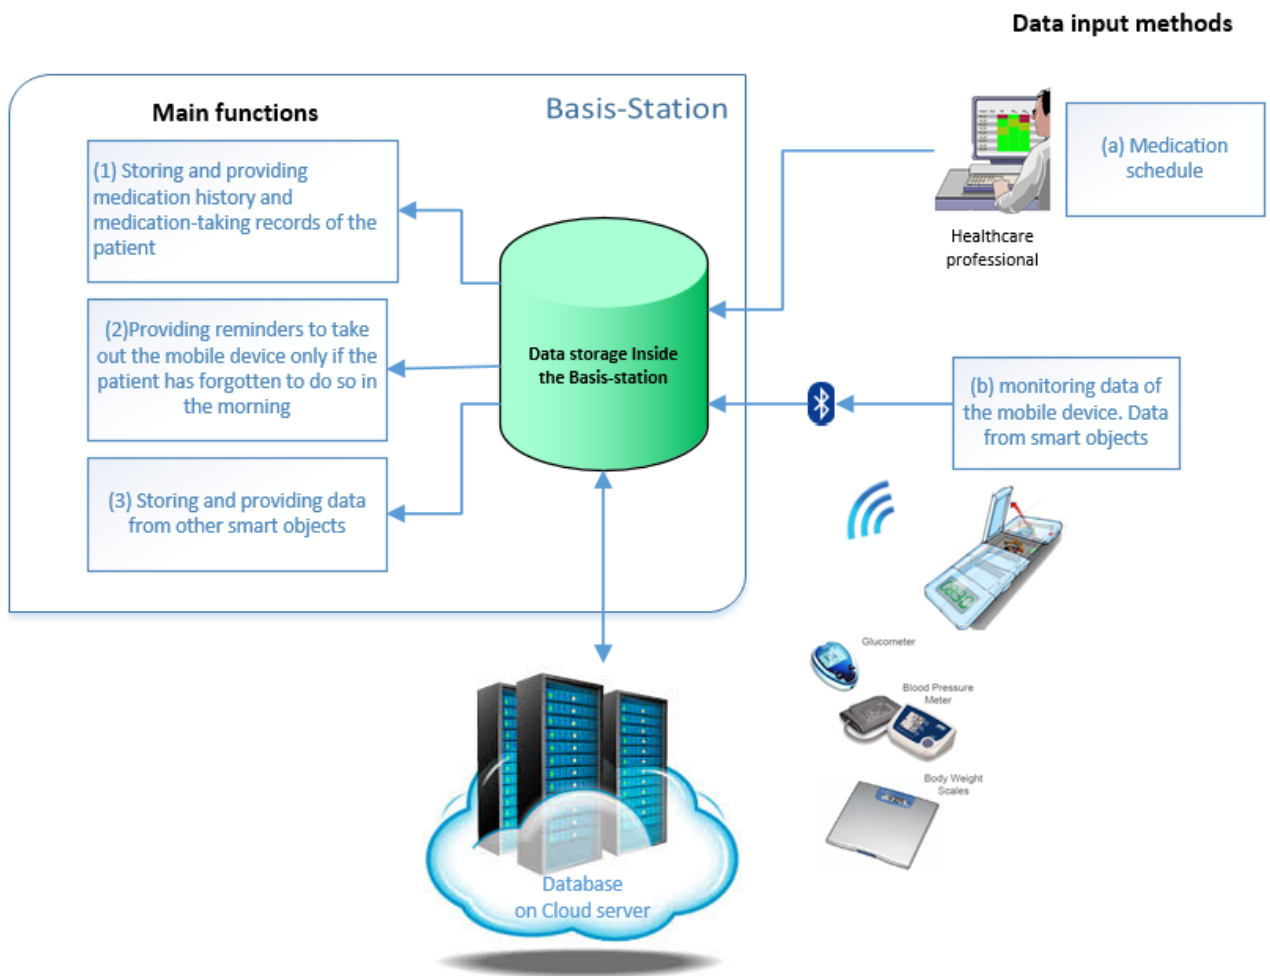 Data input methods
Basis-Station
Main functions
(1) Storing and providing
medication history and
medication-taking records of the
patient
(2)Providing reminders to take
out the mobile device only if the
patient has forgotten to do so in
the morning
(3) Storing and providing data
from other smart objects
Data storage Inside
the Basis-station
(a) Medication
schedule
Healthcare
professional
(b) monitoring data of
the mobile device. Data
from smart objects
08:30
Glucometer
Blood Pressure
Meter
Body Weight
Scales
Database
on Cloud server